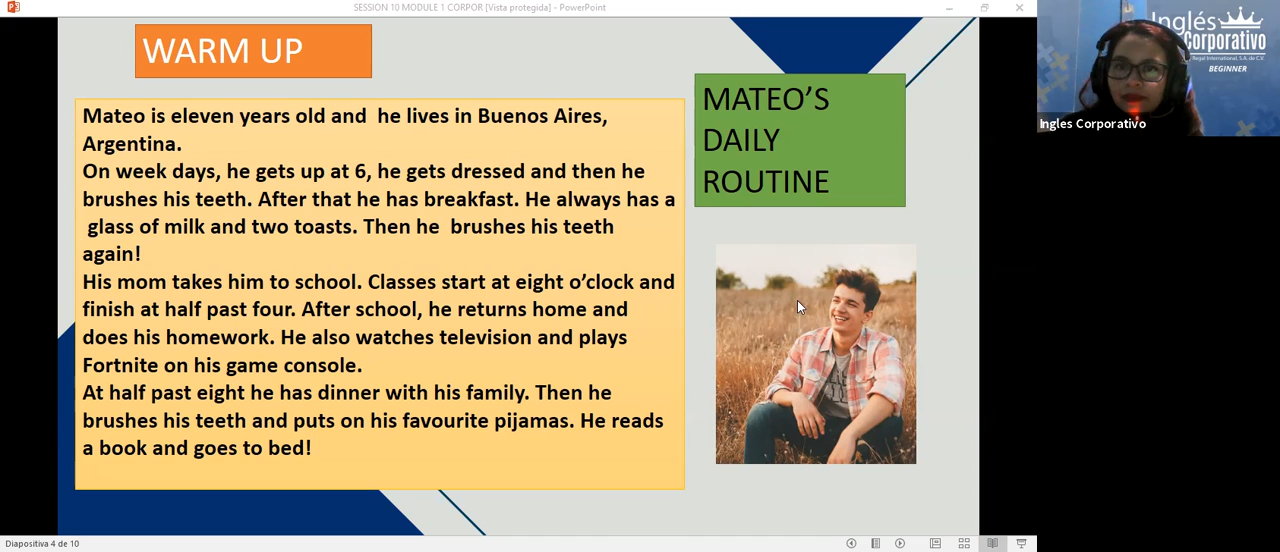 SESSION 10 MODULE 1 CORPOR [Vista protegida] - PowerPoint
WARM UP
Mateo is eleven years old and he lives in Buenos Aires,
Argentina.
On week days, he gets up at 6, he gets dressed and then he
brushes his teeth. After that he has breakfast. He always has a
glass of milk and two toasts. Then he brushes his teeth
again!
His mom takes him to school. Classes start at eight o’clock and
finish at half past four. After school, he returns home and
does his homework. He also watches television and plays
Fortnite on his game console.
At half past eight he has dinner with his family. Then he
brushes his teeth and puts on his favourite pijamas. He reads
a book and goes to bed!
MATEO’S
DAILY
ROUTINE
Inglés
Corporativo
Regal International, S.A. de C.V.
BEGINNER
Ingles Corporativo
Diapositiva 4 de 10